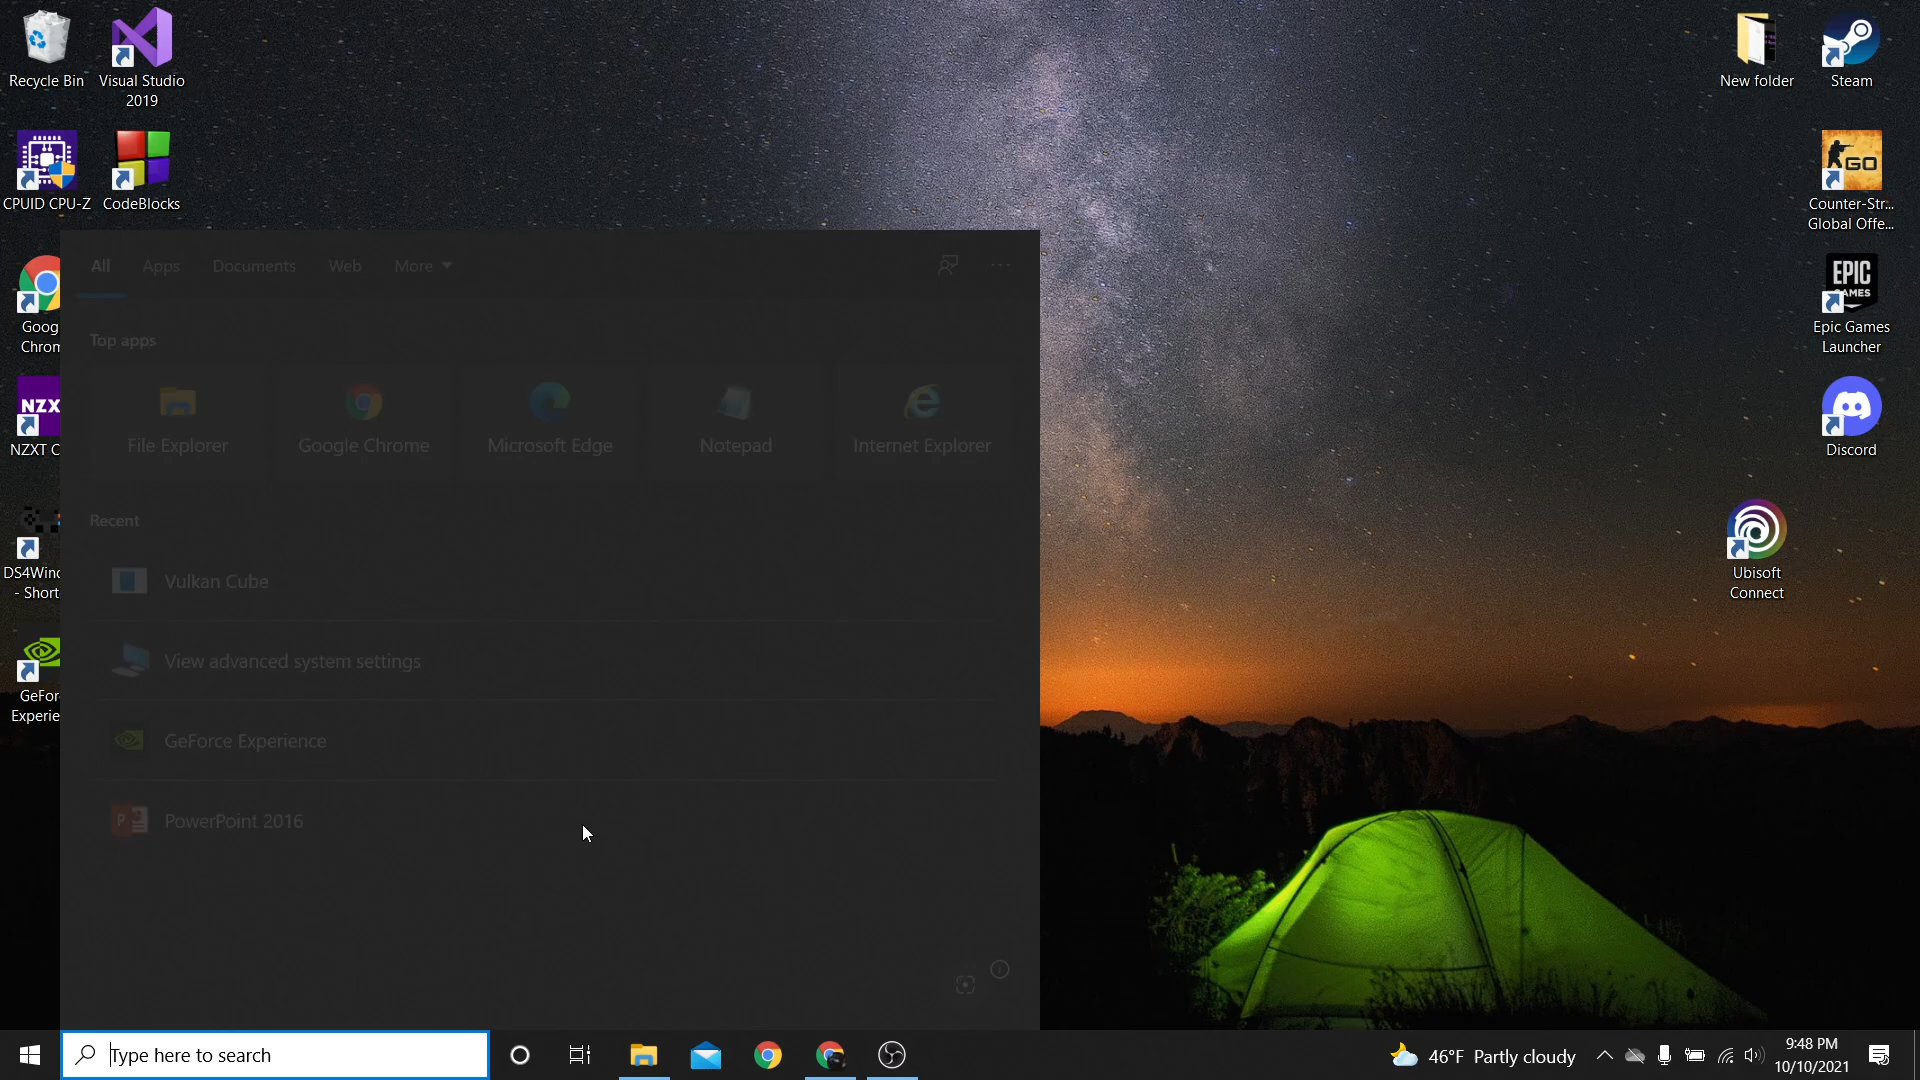 Recycle Bin
Visual Studio
2019
CPUID CPU-Z
CodeBlocks
Goog
Chrom
NZX
NZXT C
DS4Wind
- Short
GeFor
Experie
All
Apps
Documents
Web
More
Top apps
File Explorer
Google Chrome
Microsoft Edge
Notepad
Internet Explorer
Recent
Vulkan Cube
View advanced system settings
GeForce Experience
PowerPoint 2016
New folder
Steam
GO
Counter-Str...
Global Offe...
EPIC
GAMES
Epic Games
Launcher
Discord
Ubisoft
Connect
Type here to search
46°F Partly cloudy
9:48 PM
10/10/2021